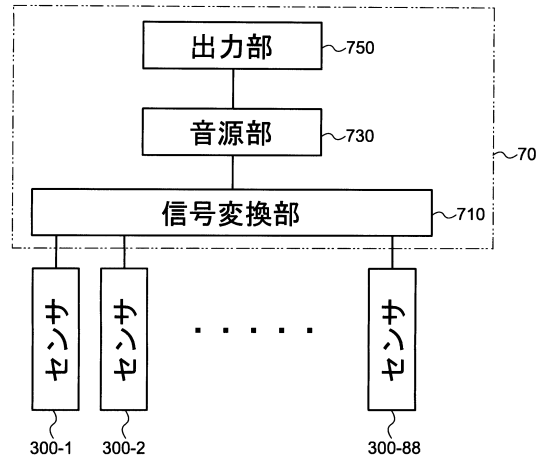 出力部
750
音源部
730
70
信号変換部
710
センサ
センサ
・・・・・
センサ
300-1
300-2
300-88